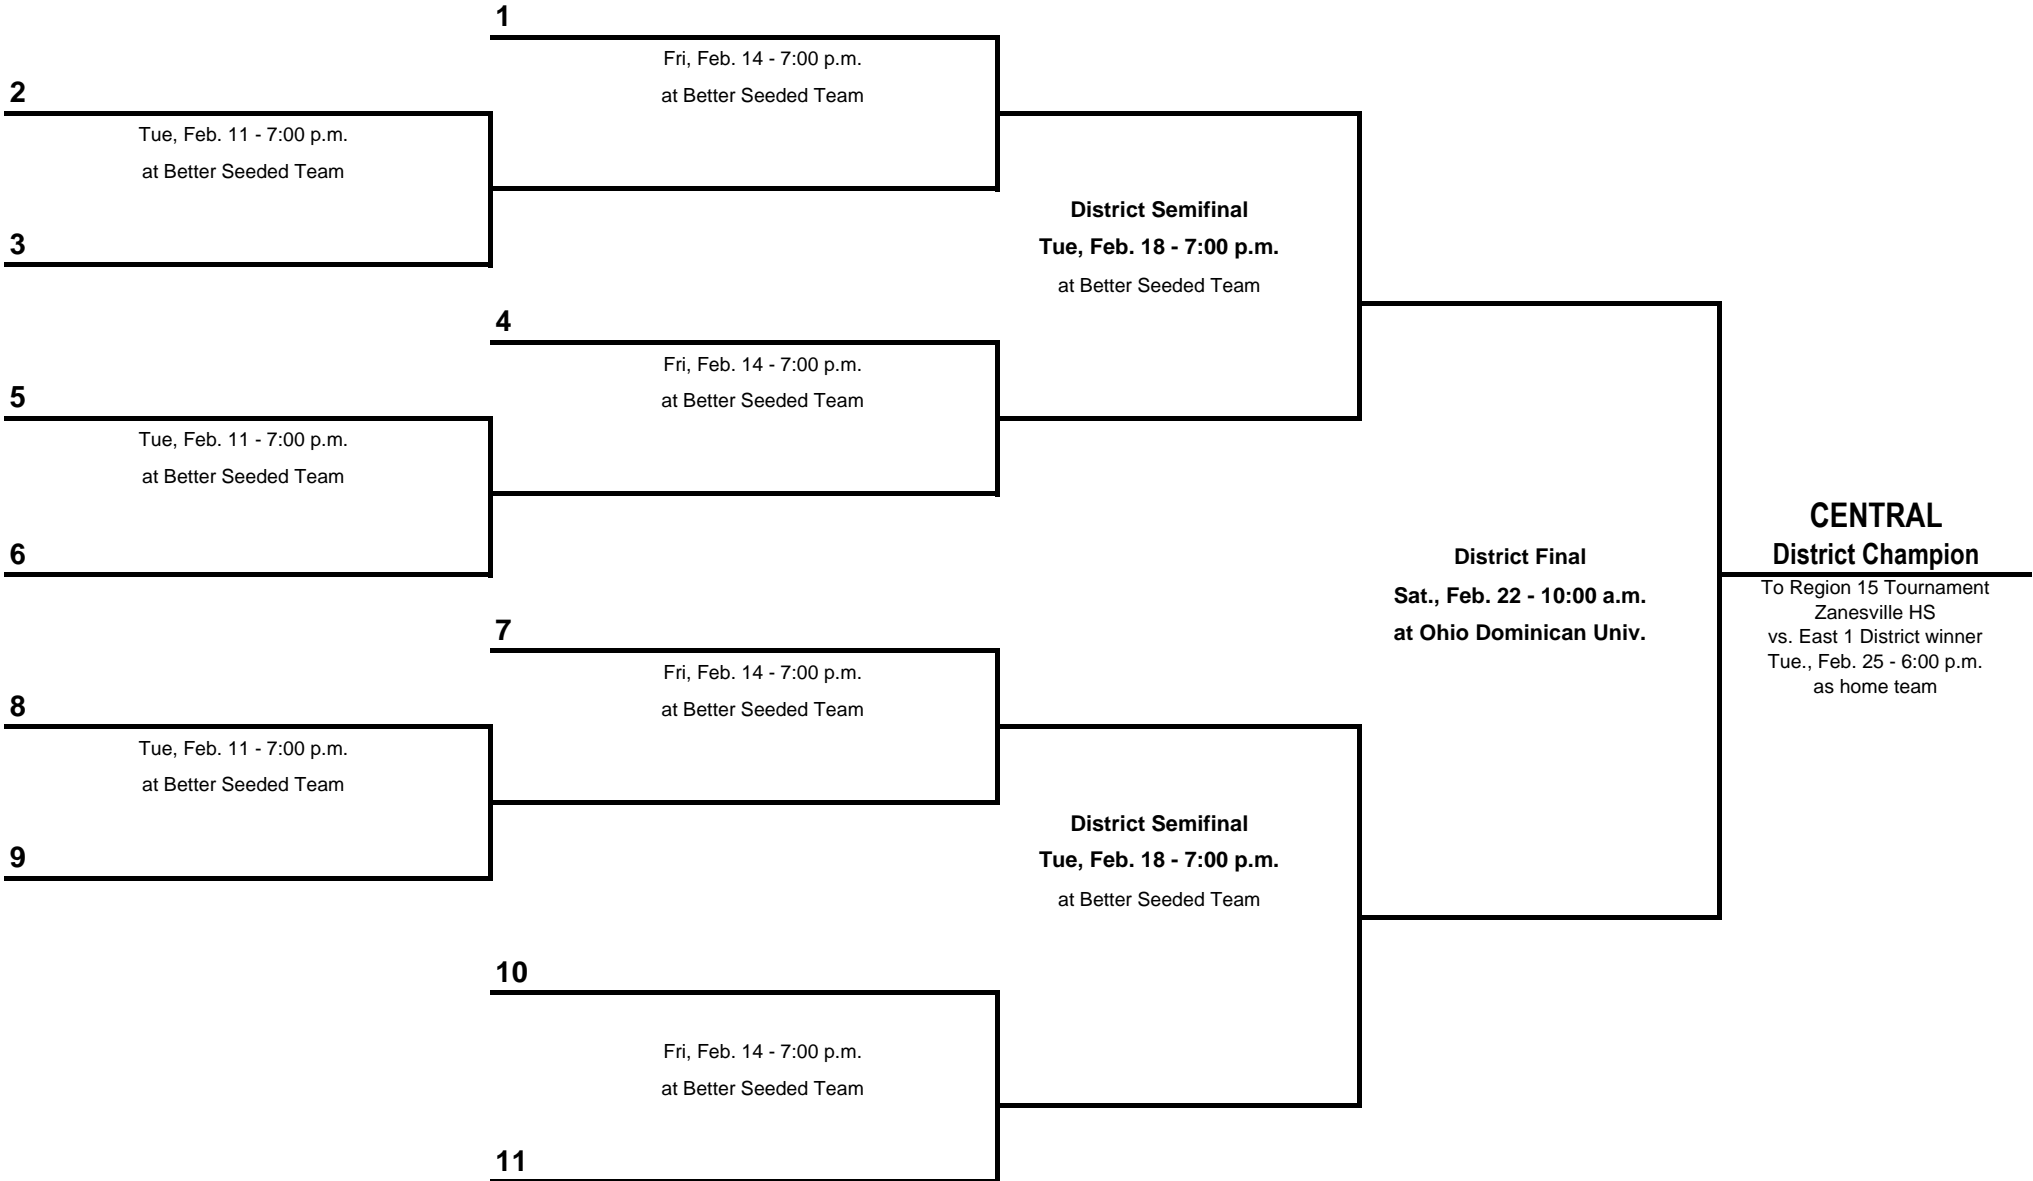 1
Fri, Feb. 14 - 7:00 p.m.
at Better Seeded Team
2
Tue, Feb. 11 - 7:00 p.m.
at Better Seeded Team
3
District Semifinal
Tue, Feb. 18 - 7:00 p.m.
at Better Seeded Team
4
Fri, Feb. 14 - 7:00 p.m.
at Better Seeded Team
5
Tue, Feb. 11 - 7:00 p.m.
at Better Seeded Team
6
District Final
Sat., Feb. 22 - 10:00 a.m.
at Ohio Dominican Univ.
CENTRAL
District Champion
To Region 15 Tournament
Zanesville HS
vs. East 1 District winner
Tue., Feb. 25 - 6:00 p.m.
as home team
7
Fri, Feb. 14 - 7:00 p.m.
at Better Seeded Team
8
Tue, Feb. 11 - 7:00 p.m.
at Better Seeded Team
9
District Semifinal
Tue, Feb. 18 - 7:00 p.m.
at Better Seeded Team
10
Fri, Feb. 14 - 7:00 p.m.
at Better Seeded Team
11